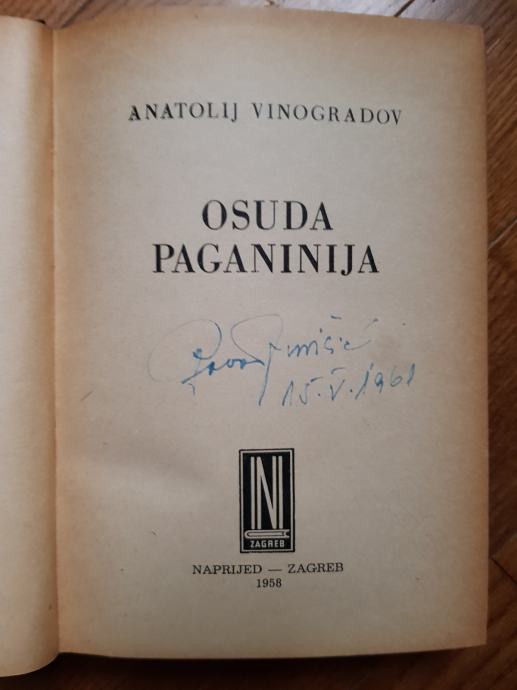 ANATOLIJ VINOGRADOV
OSUDA
PAGANINIJA
15. V. 1961
N
ZAGREB
NAPRIJED — ZAGREB
1958